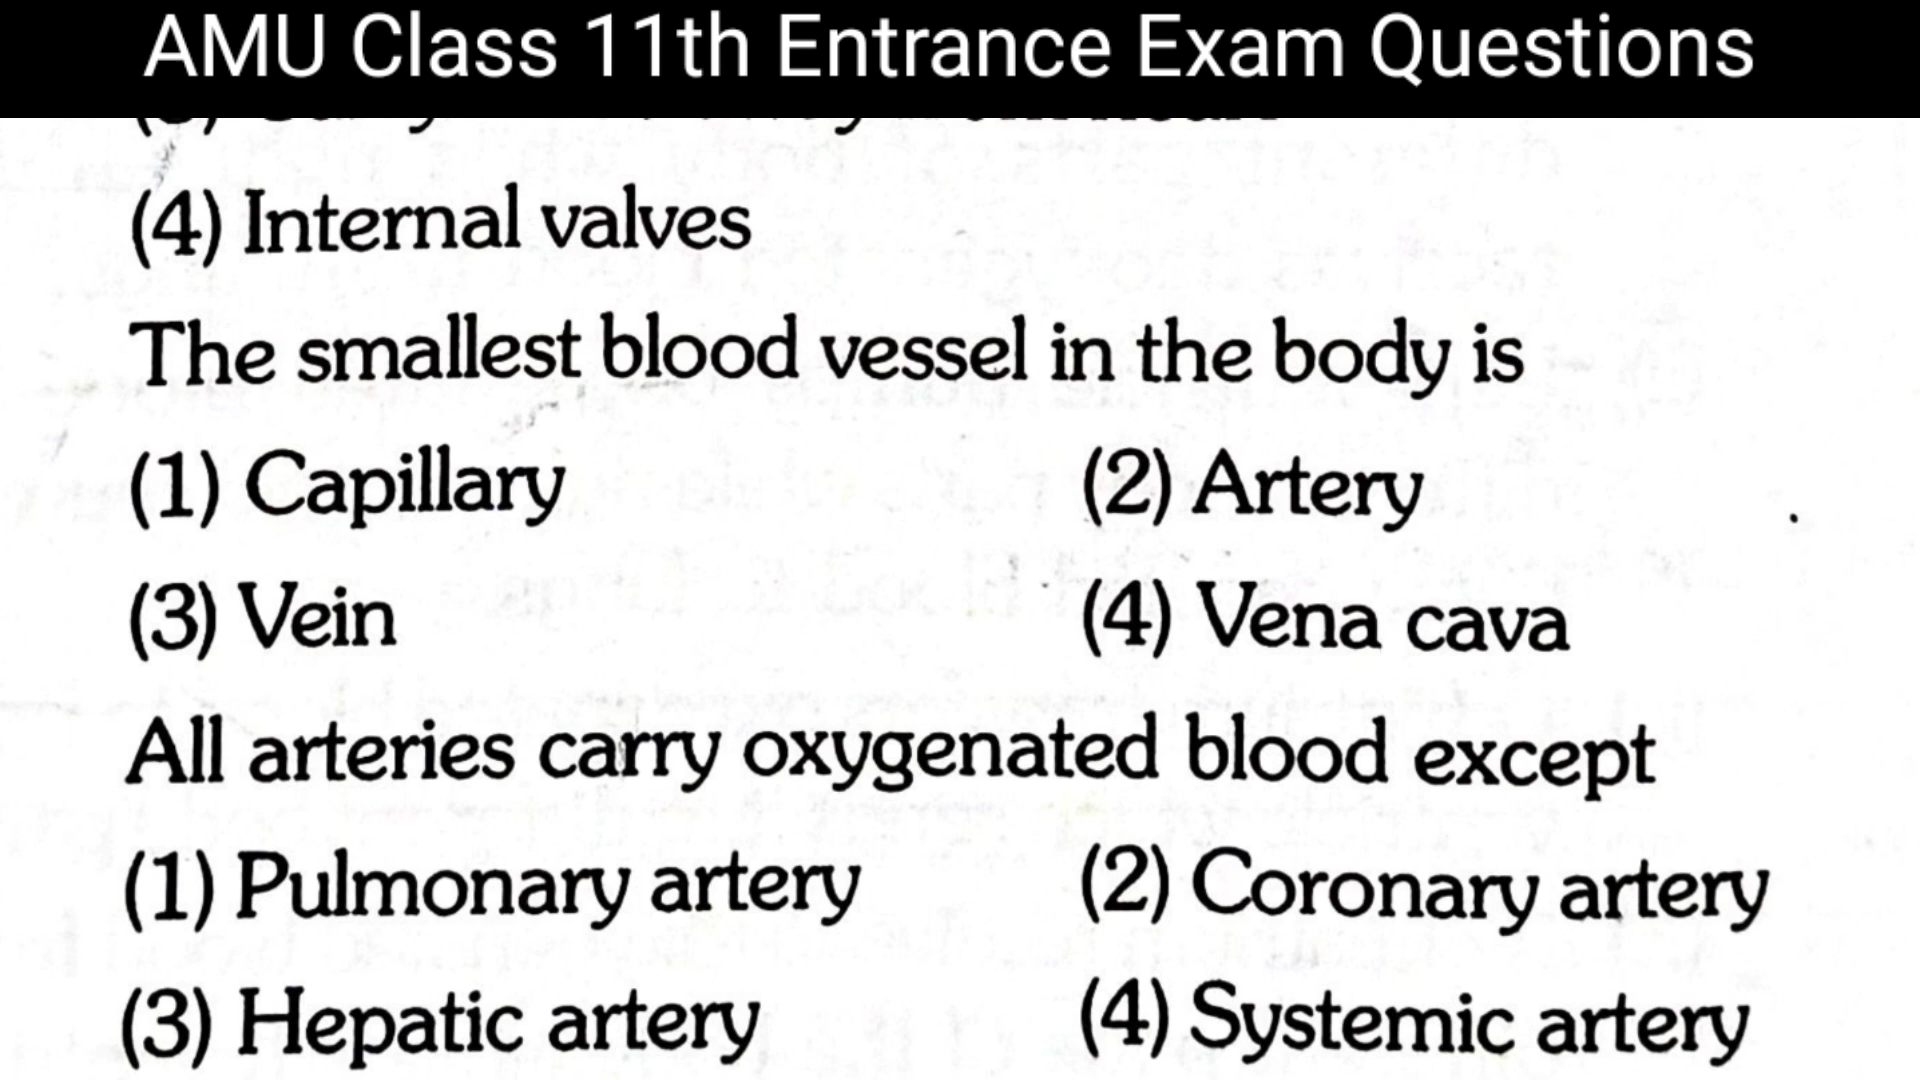 AMU Class 11th Entrance Exam Questions
(4) Internal valves
The smallest blood vessel in the body is
(1) Capillary (2) Artery
(3) Vein (4) Vena cava
All arteries carry oxygenated blood except
(1) Pulmonary artery (2) Coronary artery
(3) Hepatic artery (4) Systemic artery